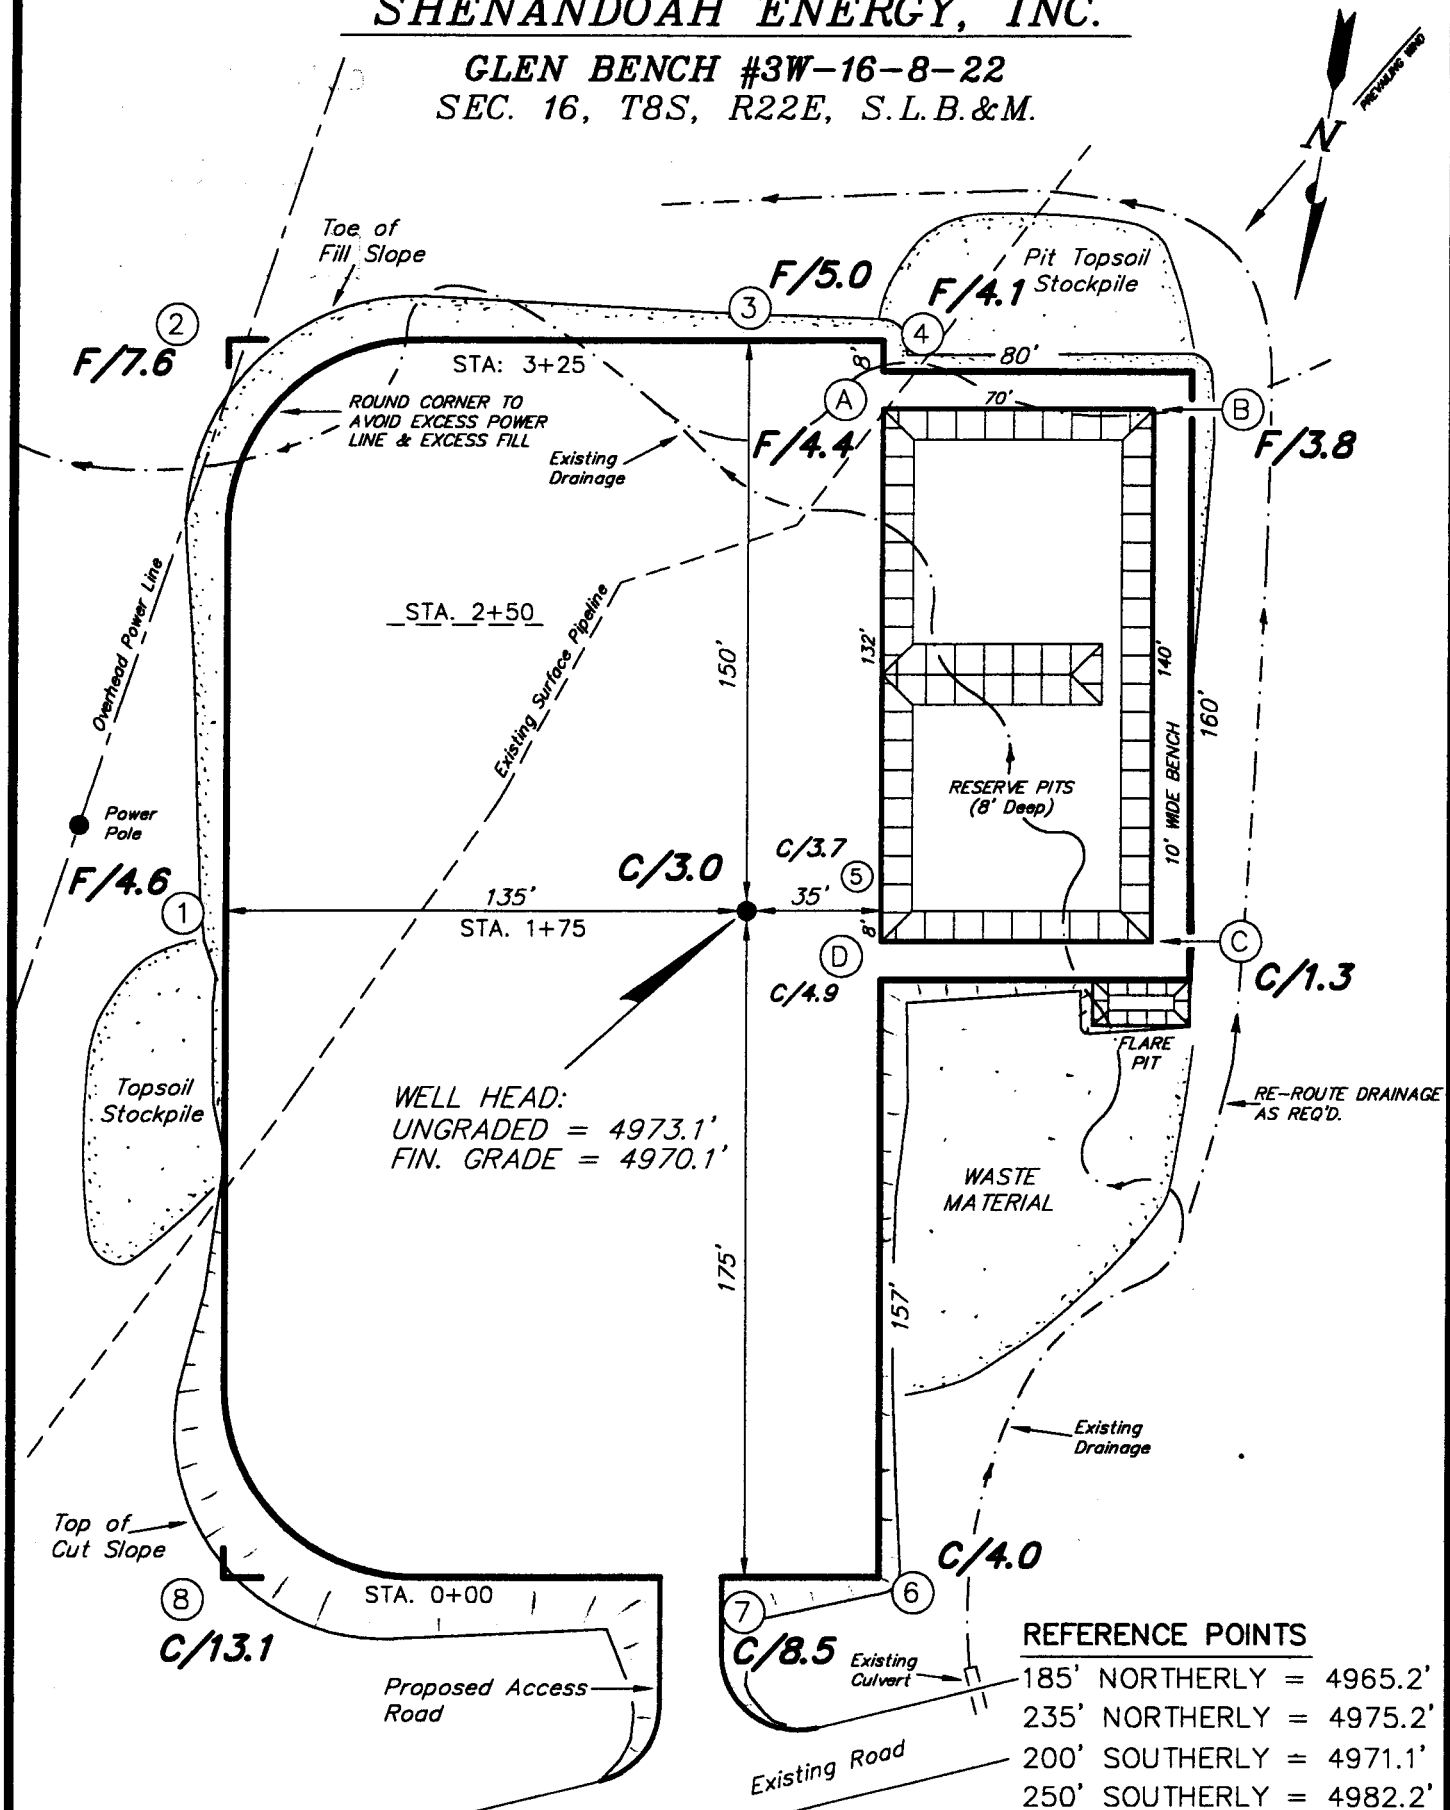 SHENANDOAH ENERGY, INC.
GLEN BENCH #3W-16-8-22
SEC. 16, T8S, R22E, S.L.B.&M.
PREVAILING WIND
N
Toe of
Fill Slope
Pit Topsoil
Stockpile
2
F/7.6
3
F/5.0
F/4.1
4
STA: 3+25
8'
80'
ROUND CORNER TO
AVOID EXCESS POWER
LINE & EXCESS FILL
A
70'
B
F/4.4
F/3.8
Existing
Drainage
Overhead Power Line
STA. 2+50
Existing Surface Pipeline
150'
132'
140'
160'
10' WIDE BENCH
RESERVE PITS
(8' Deep)
Power
Pole
F/4.6
1
C/3.0
C/3.7
5
135'
35'
STA. 1+75
8'
D
C
C/4.9
C/1.3
FLARE
PIT
Topsoil
Stockpile
WELL HEAD:
UNGRADED = 4973.1'
FIN. GRADE = 4970.1'
RE-ROUTE DRAINAGE
AS REQ'D.
WASTE
MATERIAL
175'
157'
Existing
Drainage
Top of
Cut Slope
8
C/13.1
STA. 0+00
C/4.0
6
7
C/8.5
Existing
Culvert
Proposed Access
Road
Existing Road
REFERENCE POINTS
185' NORTHERLY = 4965.2'
235' NORTHERLY = 4975.2'
200' SOUTHERLY = 4971.1'
250' SOUTHERLY = 4982.2'